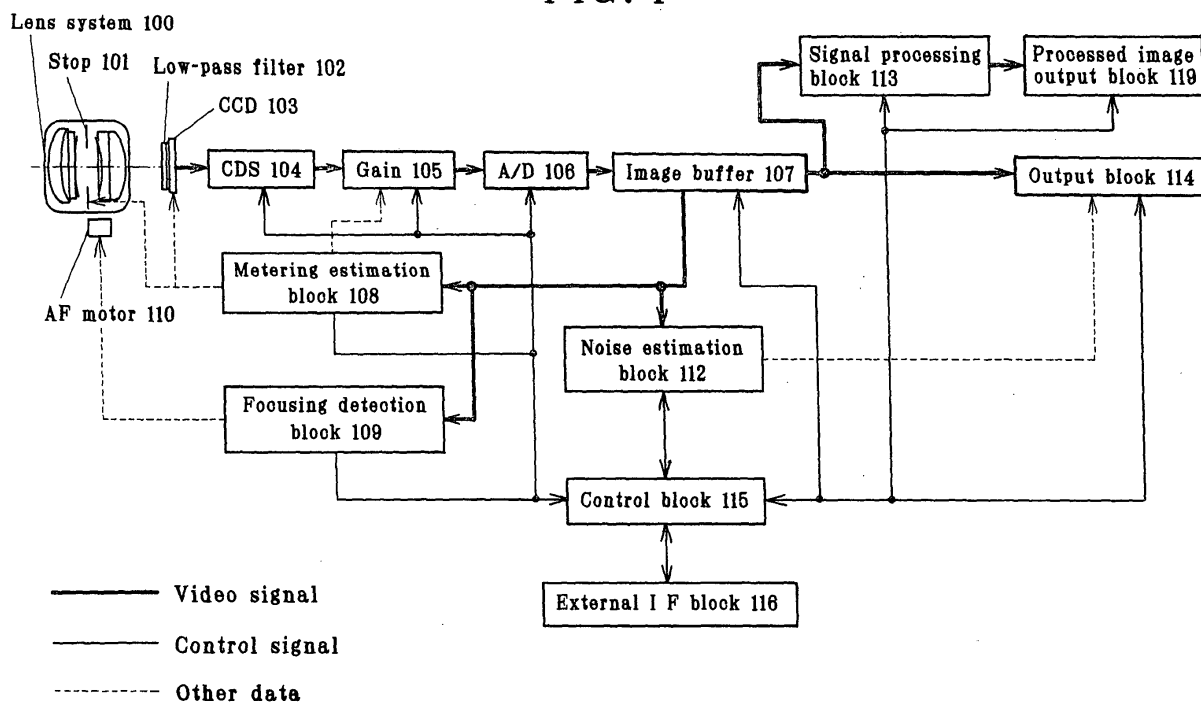 FIG. 1
Lens system 100
Stop 101
Low-pass filter 102
CCD 103
Signal processing
block 113
Processed image
output block 119
CDS 104
Gain 105
A/D 106
Image buffer 107
Output block 114
Metering estimation
block 108
AF motor 110
Noise estimation
block 112
Focusing detection
block 109
Control block 115
External I F block 116
Video signal
Control signal
Other data